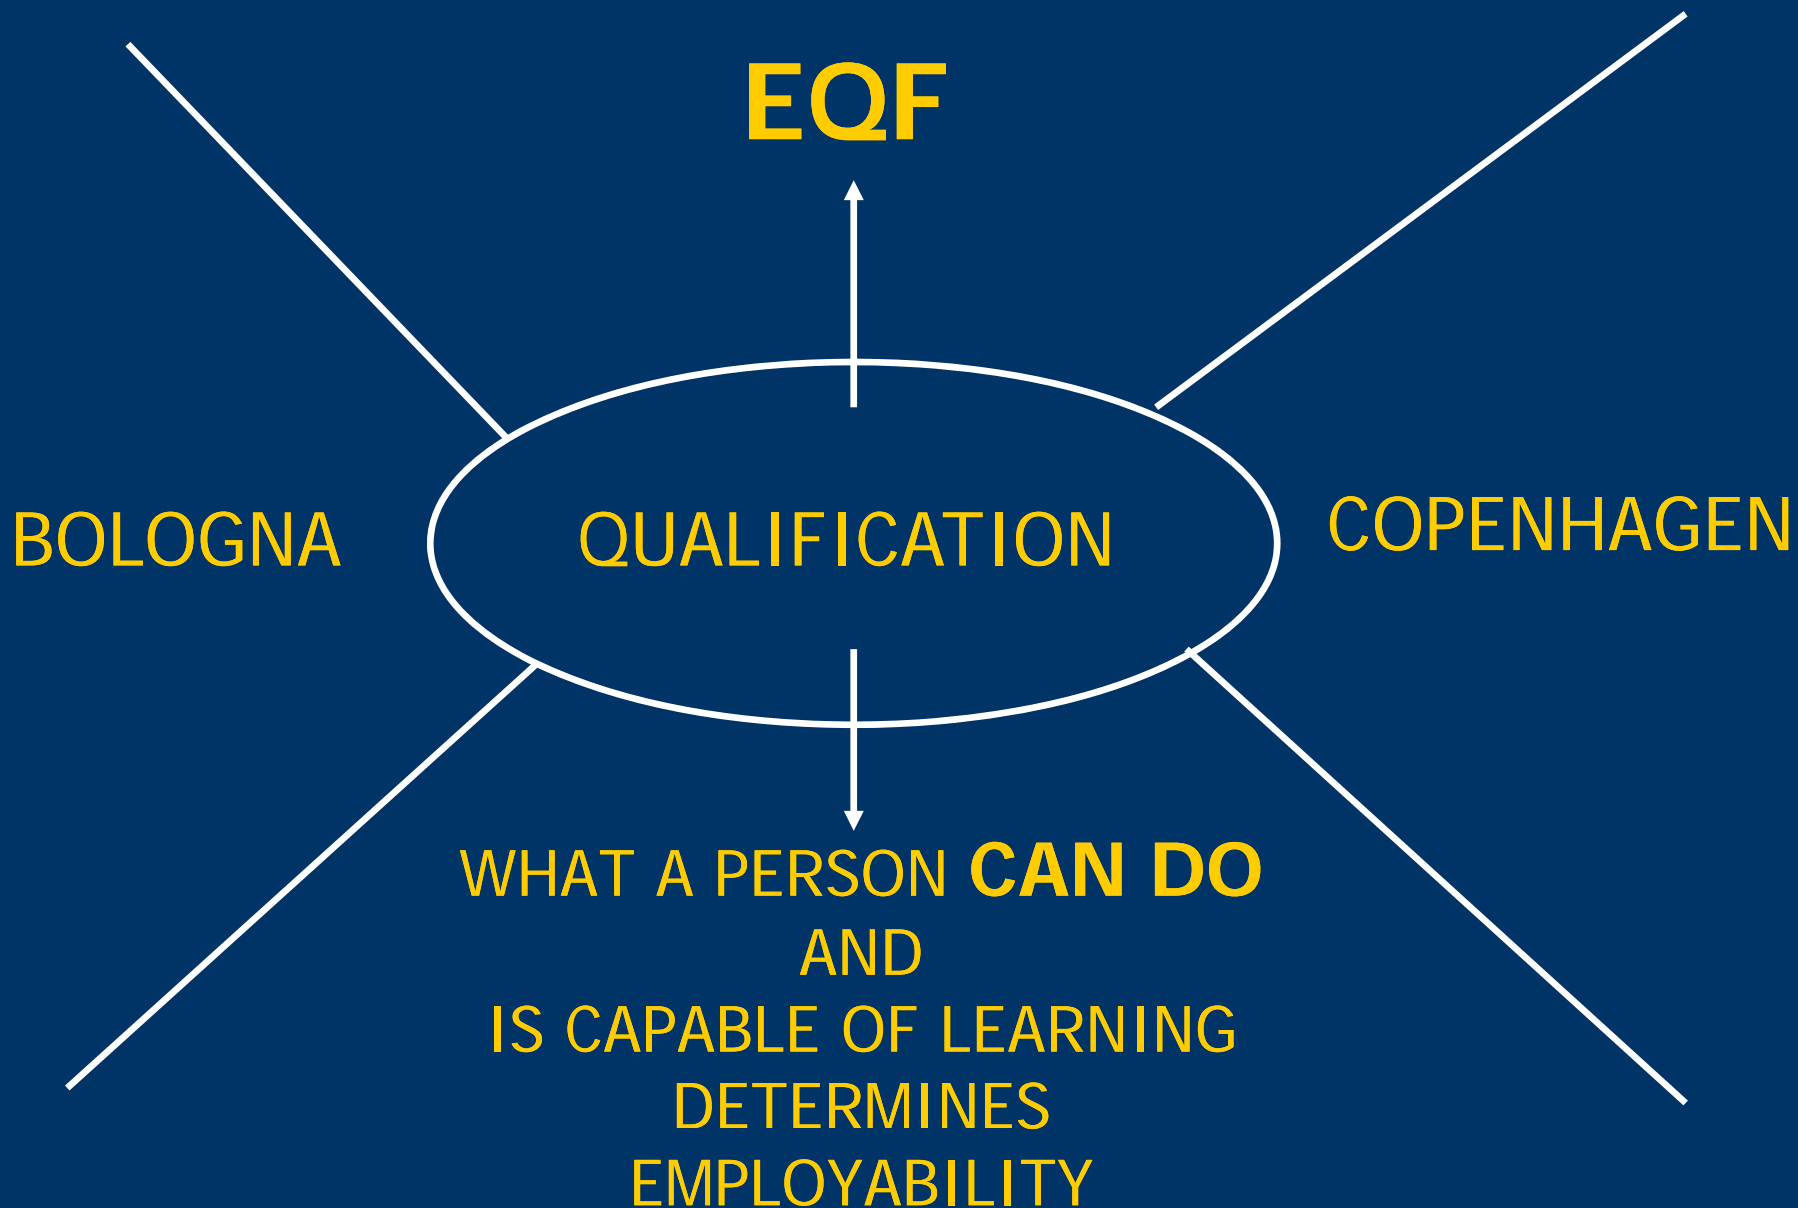 EQF
BOLOGNA
QUALIFICATION
COPENHAGEN
WHAT A PERSON CAN DO
AND
IS CAPABLE OF LEARNING
DETERMINES
EMPLOYABILITY